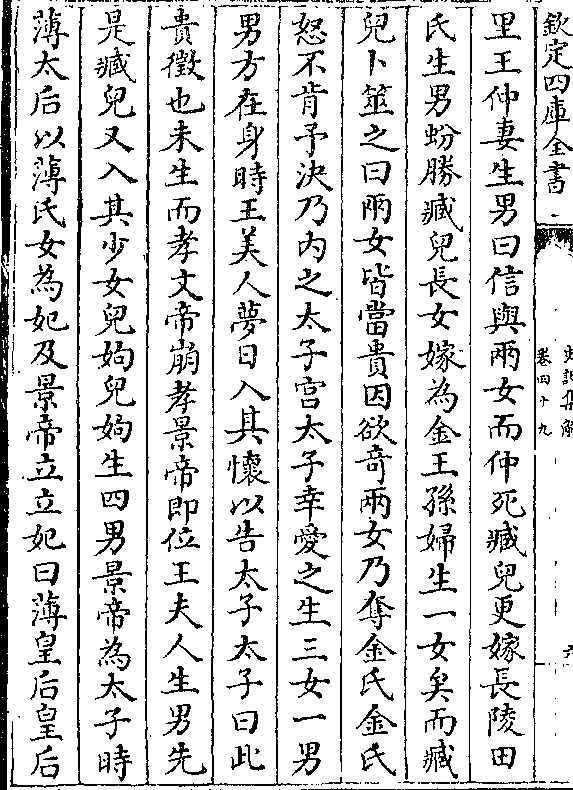 欽定四庫全書
史記集解
卷四十九
六
里王仲妻生男曰信與兩女而仲死臧兒更嫁長陵田
氏生男蚡勝臧兒長女嫁為金王孫婦生一女矣而臧
兒卜筮之曰兩女皆當貴因欲奇兩女乃奪金氏金氏
怒不肯予決乃内之太子宫太子幸愛之生三女一男
男方在身時王美人夢日入其懷以告太子太子曰此
貴徵也未生而孝文帝崩孝景帝即位王夫人生男先
是臧兒又入其少女兒姁兒姁生四男景帝為太子時
薄太后以薄氏女為妃及景帝立立妃曰薄皇后皇后